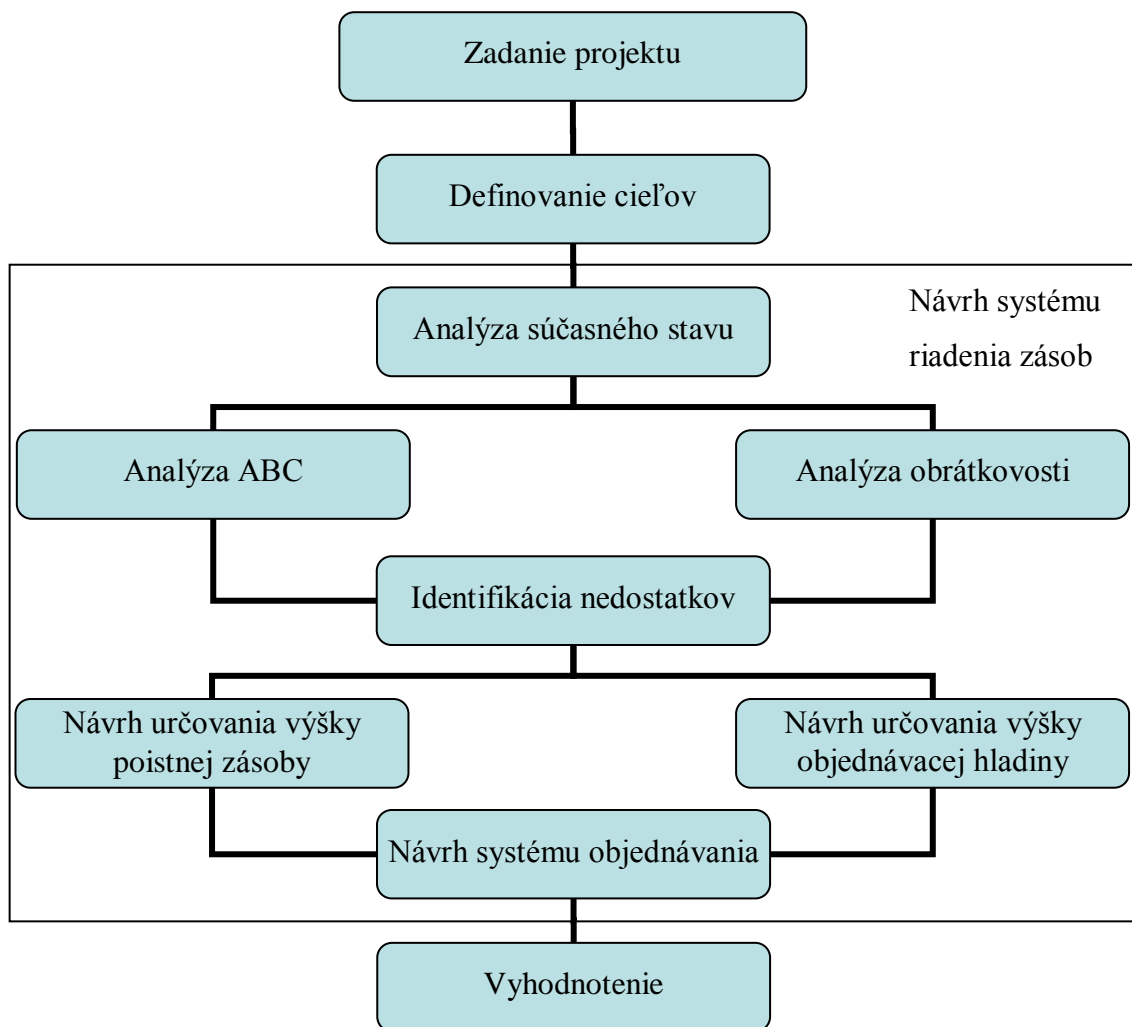 Zadanie projektu
Definovanie cieľov
Návrh systému
riadenia zásob
Analýza súčasného stavu
Analýza ABC
Analýza obrátkovosti
Identifikácia nedostatkov
Návrh určovania výšky
poistnej zásoby
Návrh určovania výšky
objednávacej hladiny
Návrh systému objednávania
Vyhodnotenie